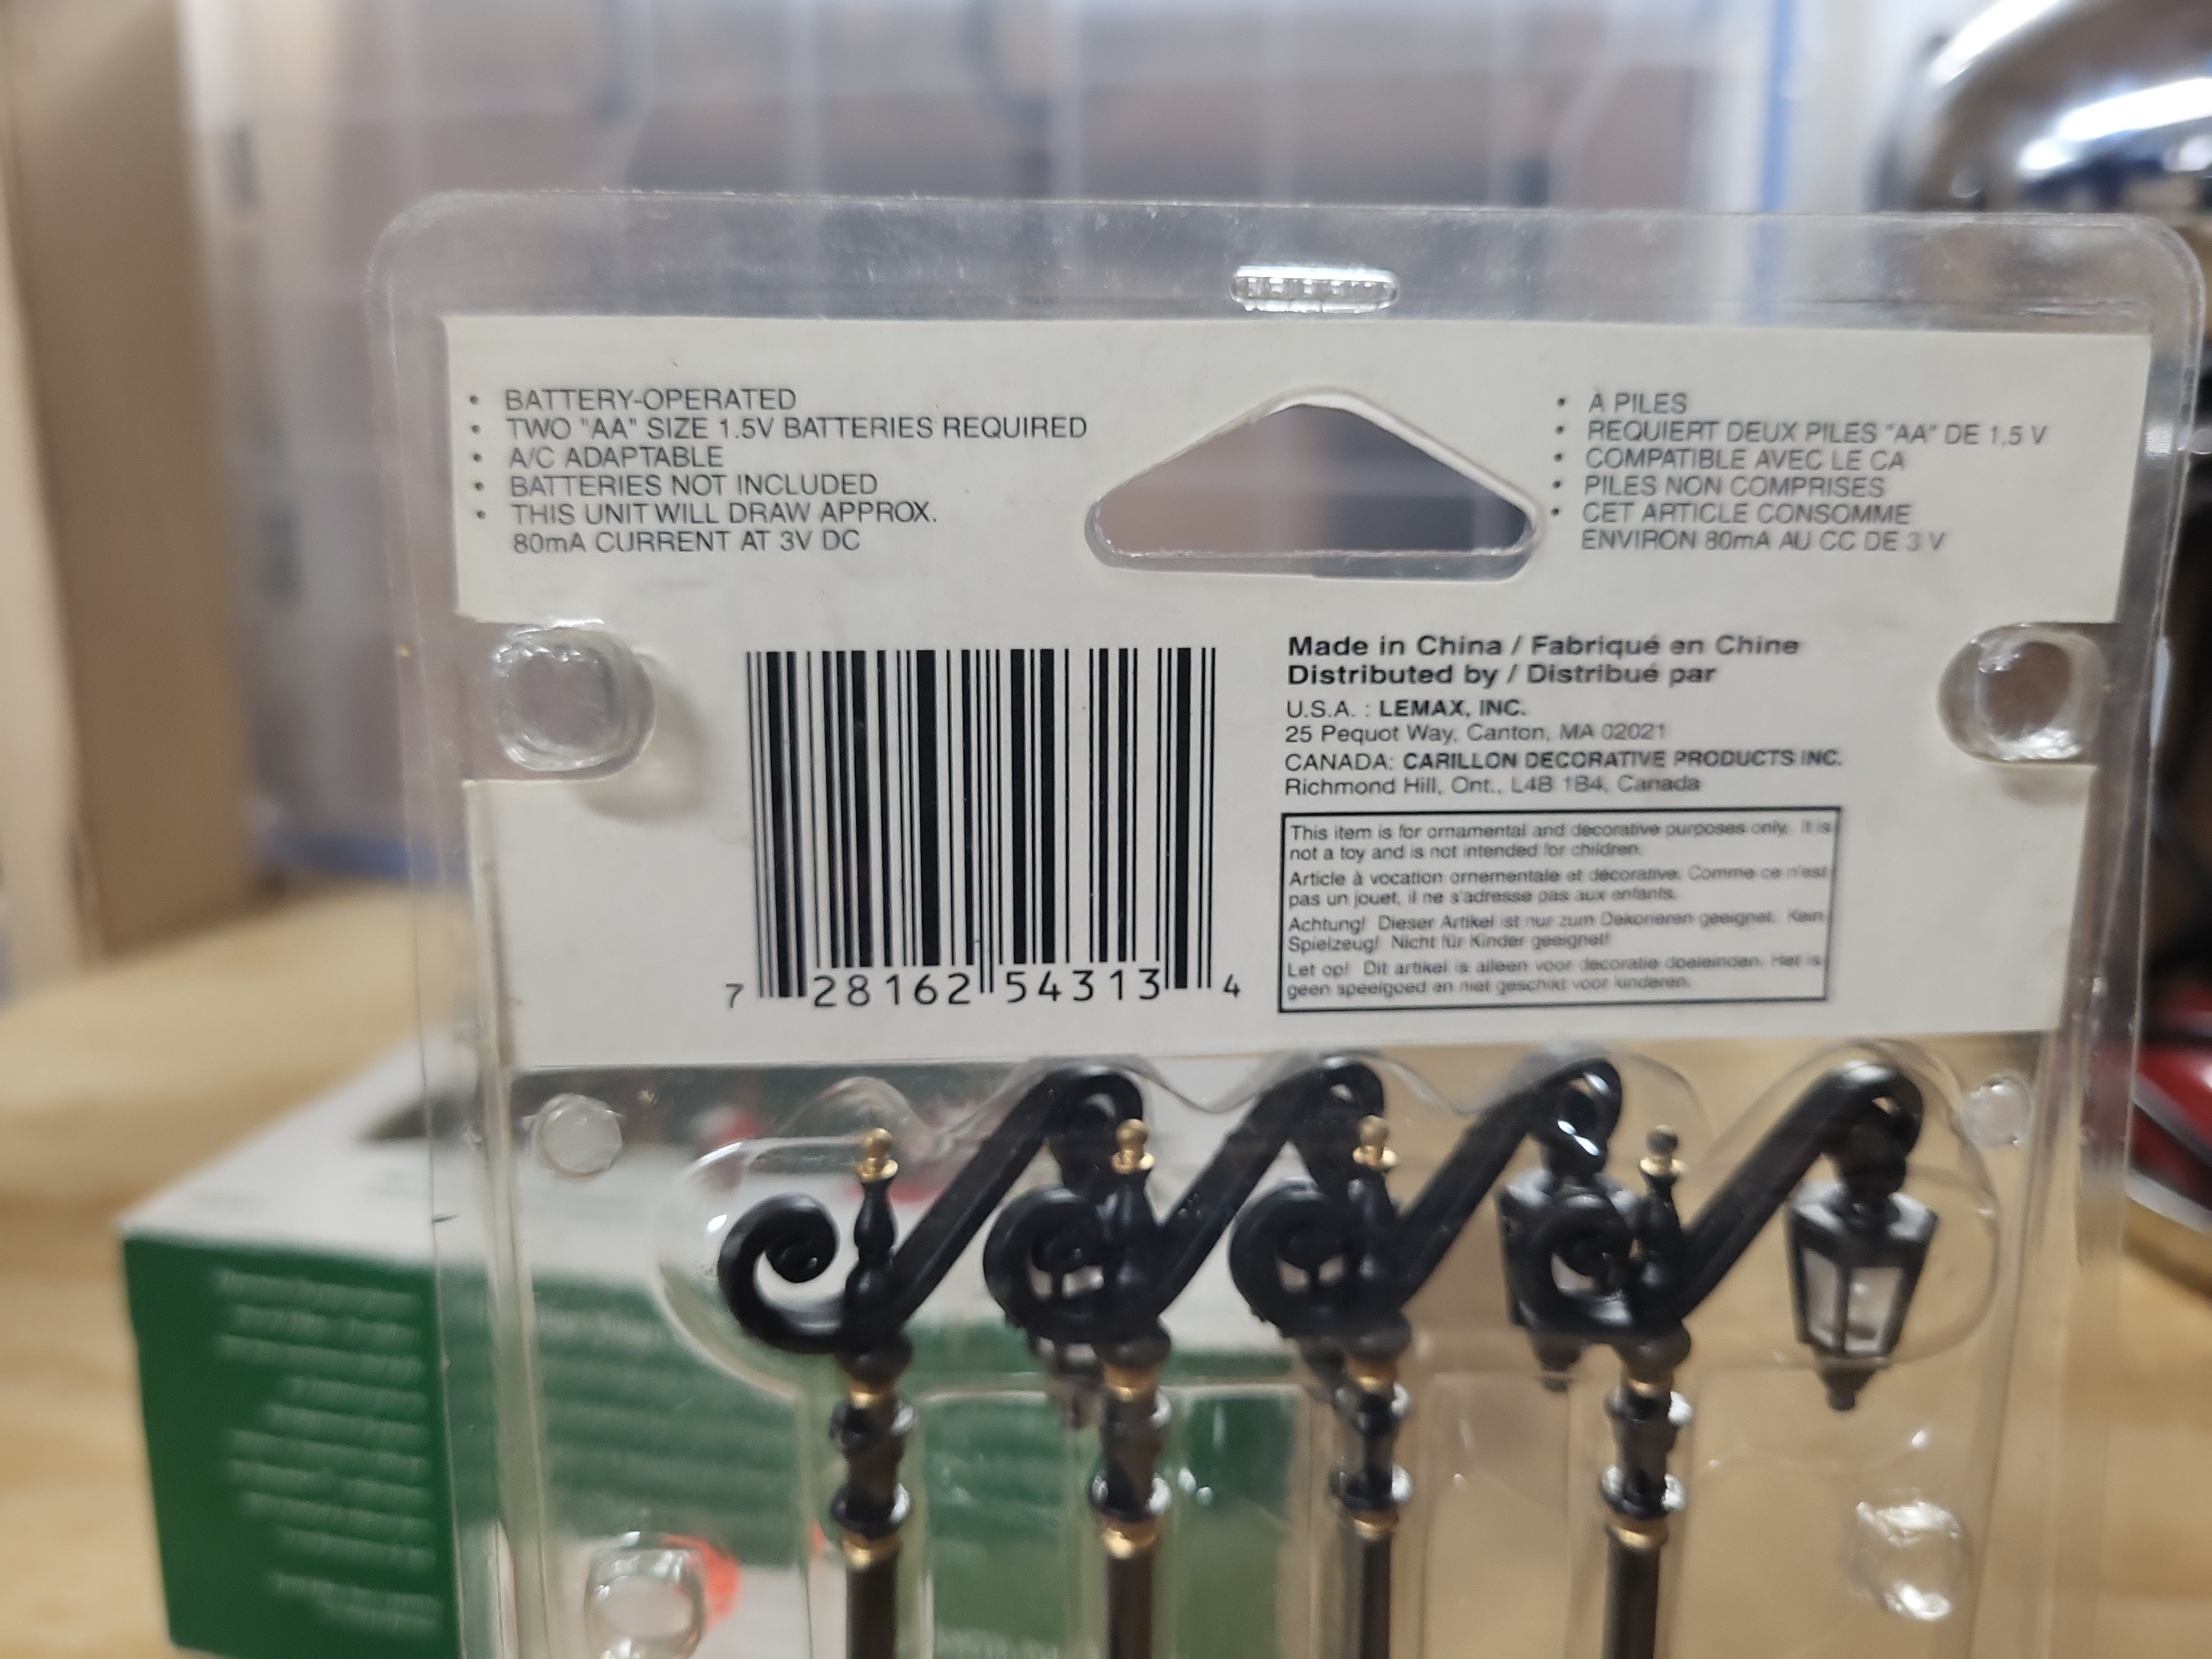 • BATTERY-OPERATED
• TWO "AA" SIZE 1.5V BATTERIES REQUIRED
• A/C ADAPTABLE
• BATTERIES NOT INCLUDED
• THIS UNIT WILL DRAW APPROX.
80mA CURRENT AT 3V DC
• À PILES
• REQUIERT DEUX PILES "AA" DE 1,5 V
• COMPATIBLE AVEC LE CA
• PILES NON COMPRISES
• CET ARTICLE CONSOMME
ENVIRON 80mA AU CC DE 3 V
7 28162 54313 4
Made in China / Fabriqué en Chine
Distributed by / Distribué par
U.S.A. : LEMAX, INC.
25 Pequot Way, Canton, MA 02021
CANADA: CARILLON DECORATIVE PRODUCTS INC.
Richmond Hill, Ont., L4B 1B4, Canada
This item is for ornamental and decorative purposes only. It is
not a toy and is not intended for children.
Article à vocation ornementale et décorative. Comme ce n'est
pas un jouet, il ne s'adresse pas aux enfants.
Achtung! Dieser Artikel ist nur zum Dekorieren geeignet. Kein
Spielzeug! Nicht für Kinder geeignet!
Let op! Dit artikel is alleen voor decoratie doeleinden. Het is
geen speelgoed en niet geschikt voor kinderen.